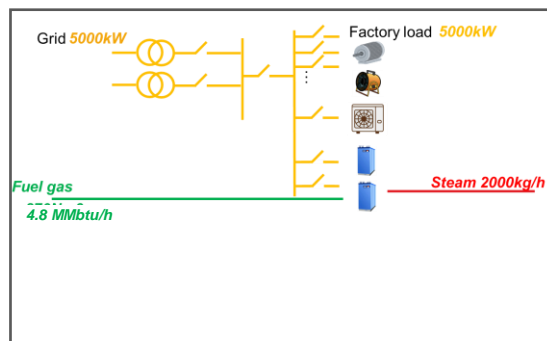 Grid 5000kW
Factory load 5000kW
Fuel gas
4.8 MMbtu/h
Steam 2000kg/h